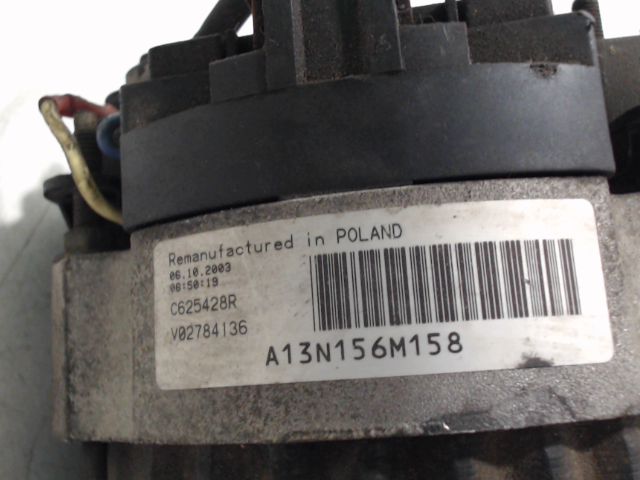 Remanufactured in POLAND
06.10.2003
06:50:19
C625428R
V02784136
A13N156M158